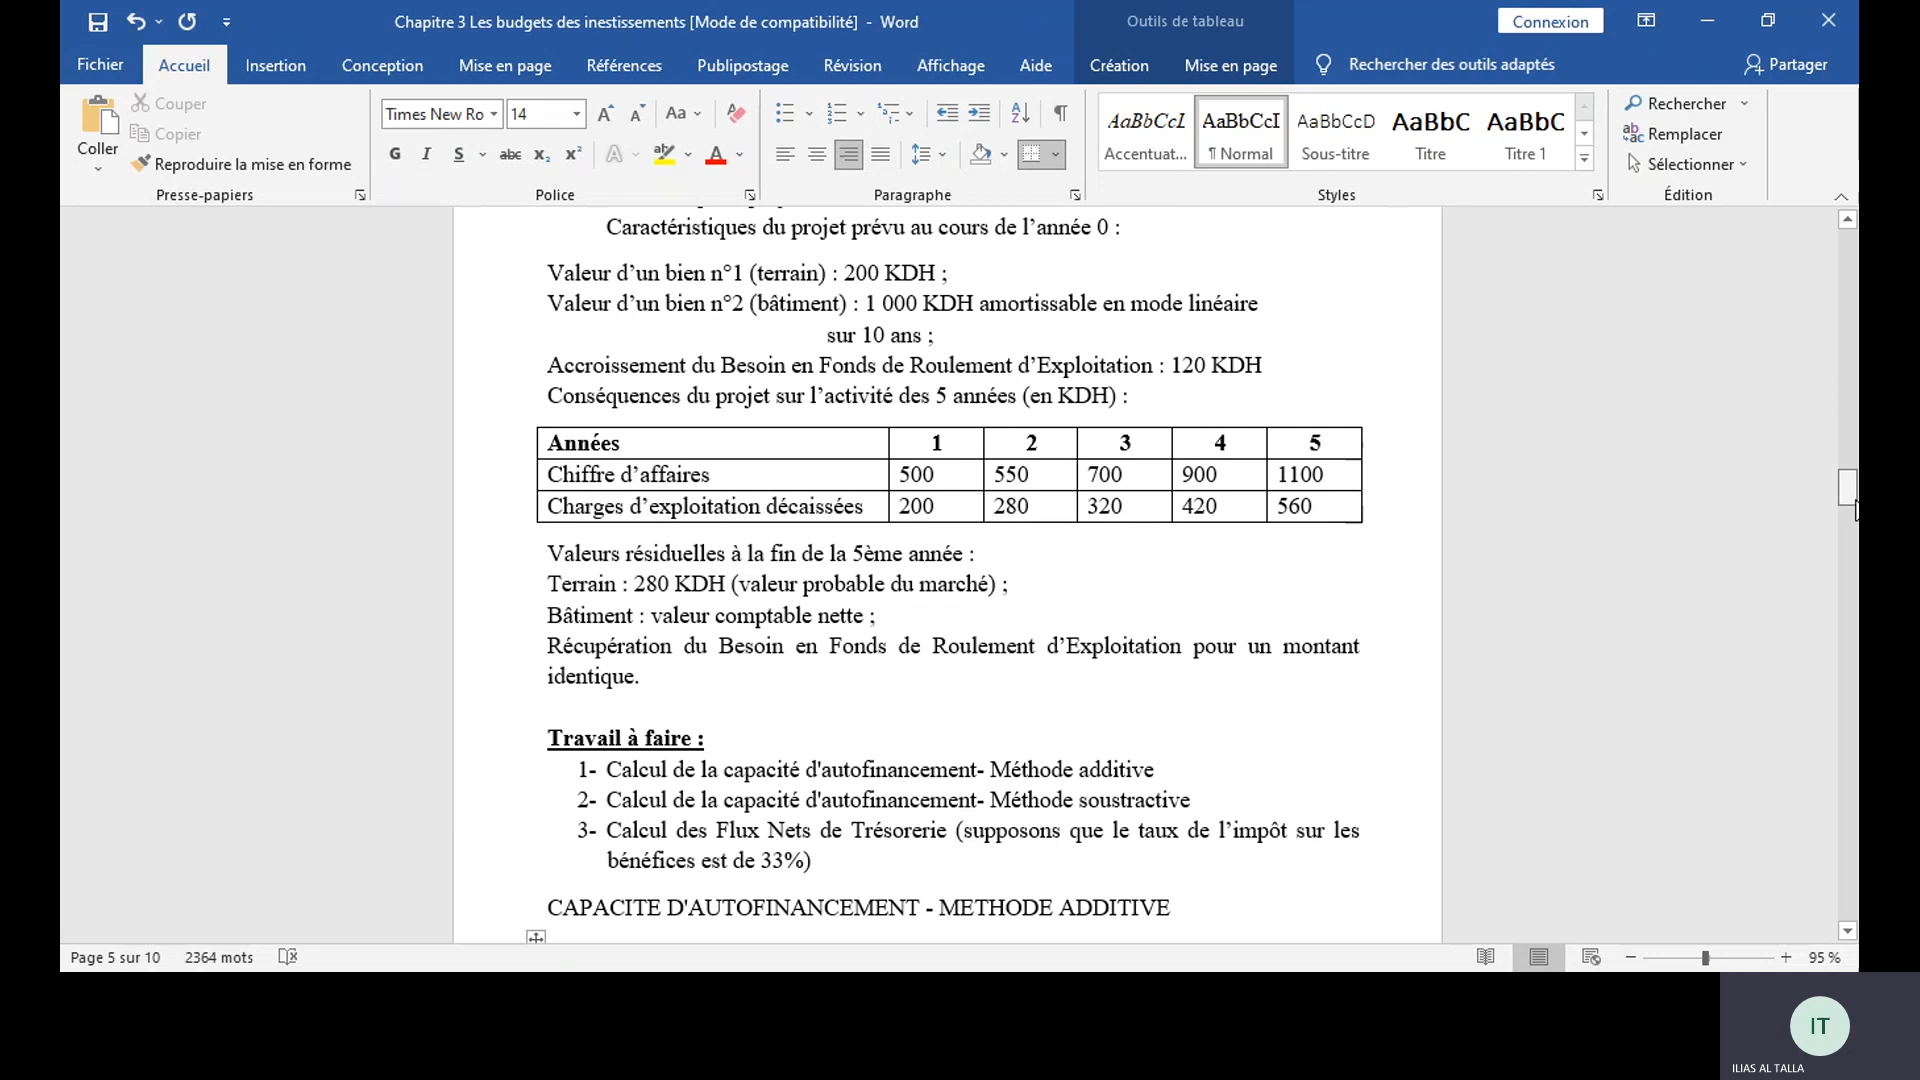 Chapitre 3 Les budgets des inestissements [Mode de compatibilité] - Word
Outils de tableau
Connexion
Fichier Accueil Insertion Conception Mise en page Références Publipostage Révision Affichage Aide Création Mise en page Rechercher des outils adaptés Partager
Coller
Couper
Copier
Reproduire la mise en forme
Presse-papiers
Times New Ro 14
Aa
G I S abc x₂ x²
A A
Police
Paragraphe
AaBbCcI AaBbCcI AaBbCcD AaBbC AaBbC
Accentuat... ¶ Normal Sous-titre Titre Titre 1
Styles
Rechercher
Remplacer
Sélectionner
Édition
Caractéristiques du projet prévu au cours de l’année 0 :
Valeur d’un bien n°1 (terrain) : 200 KDH ;
Valeur d’un bien n°2 (bâtiment) : 1 000 KDH amortissable en mode linéaire
sur 10 ans ;
Accroissement du Besoin en Fonds de Roulement d’Exploitation : 120 KDH
Conséquences du projet sur l’activité des 5 années (en KDH) :
Années 1 2 3 4 5
Chiffre d’affaires 500 550 700 900 1100
Charges d’exploitation décaissées 200 280 320 420 560
Valeurs résiduelles à la fin de la 5ème année :
Terrain : 280 KDH (valeur probable du marché) ;
Bâtiment : valeur comptable nette ;
Récupération du Besoin en Fonds de Roulement d’Exploitation pour un montant
identique.
Travail à faire :
1- Calcul de la capacité d'autofinancement- Méthode additive
2- Calcul de la capacité d'autofinancement- Méthode soustractive
3- Calcul des Flux Nets de Trésorerie (supposons que le taux de l’impôt sur les
bénéfices est de 33%)
CAPACITE D'AUTOFINANCEMENT - METHODE ADDITIVE
Page 5 sur 10 2364 mots
95 %
IT
ILIAS AL TALLA